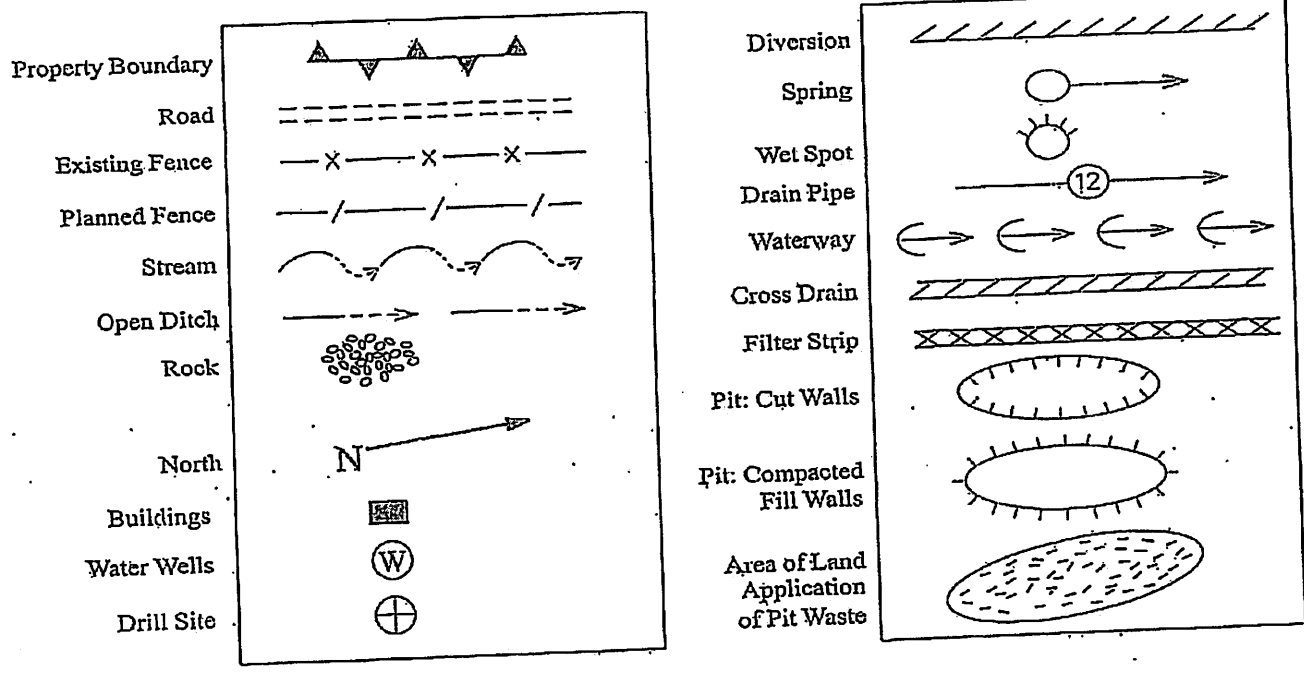 Property Boundary
Road
Existing Fence
Planned Fence
Stream
Open Ditch
Rock
North
N
Buildings
Water Wells
W
Drill Site
Diversion
Spring
Wet Spot
Drain Pipe
12
Waterway
Cross Drain
Filter Strip
Pit: Cut Walls
Pit: Compacted
Fill Walls
Area of Land
Application
of Pit Waste